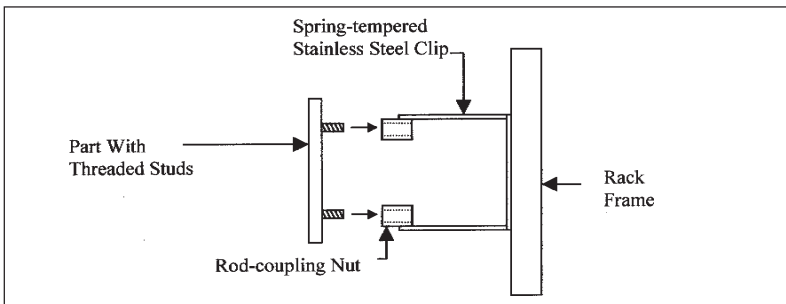 Spring-tempered
Stainless Steel Clip
Part With
Threaded Studs
Rack
Frame
Rod-coupling Nut